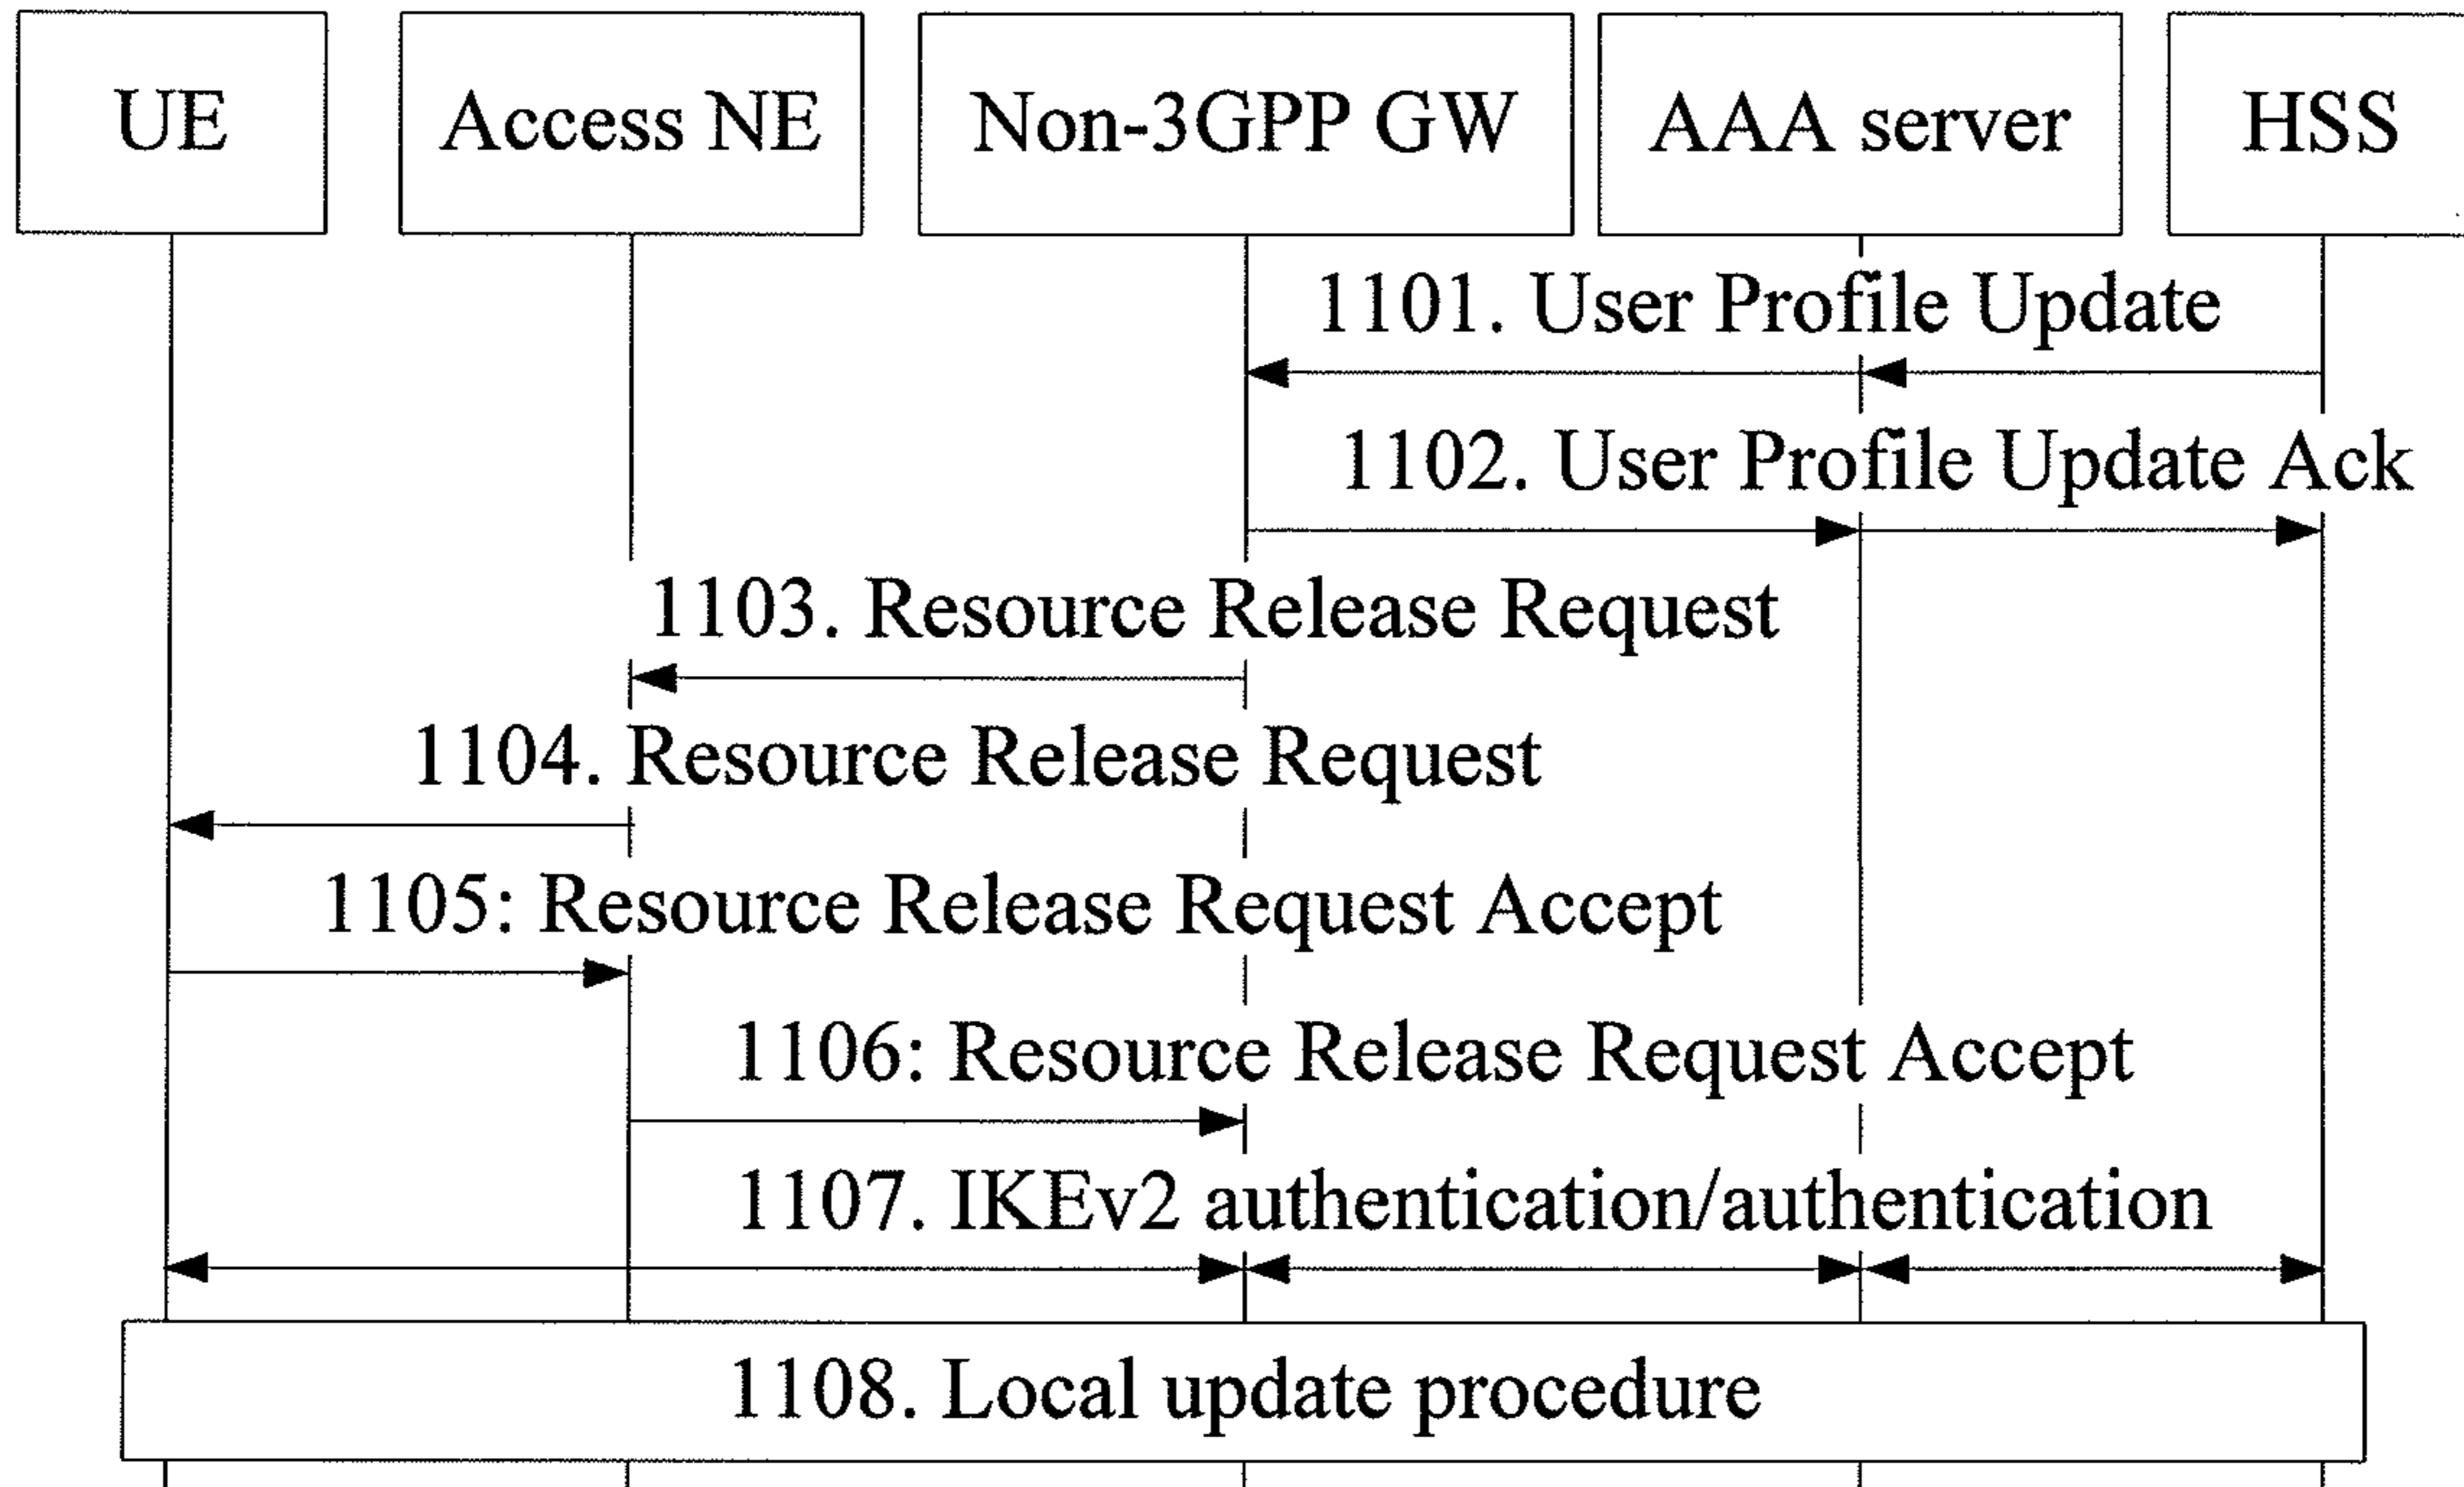 UE
Access NE
Non-3GPP GW
AAA server
HSS
1101. User Profile Update
1102. User Profile Update Ack
1103. Resource Release Request
1104. Resource Release Request
1105: Resource Release Request Accept
1106: Resource Release Request Accept
1107. IKEv2 authentication/authentication
1108. Local update procedure